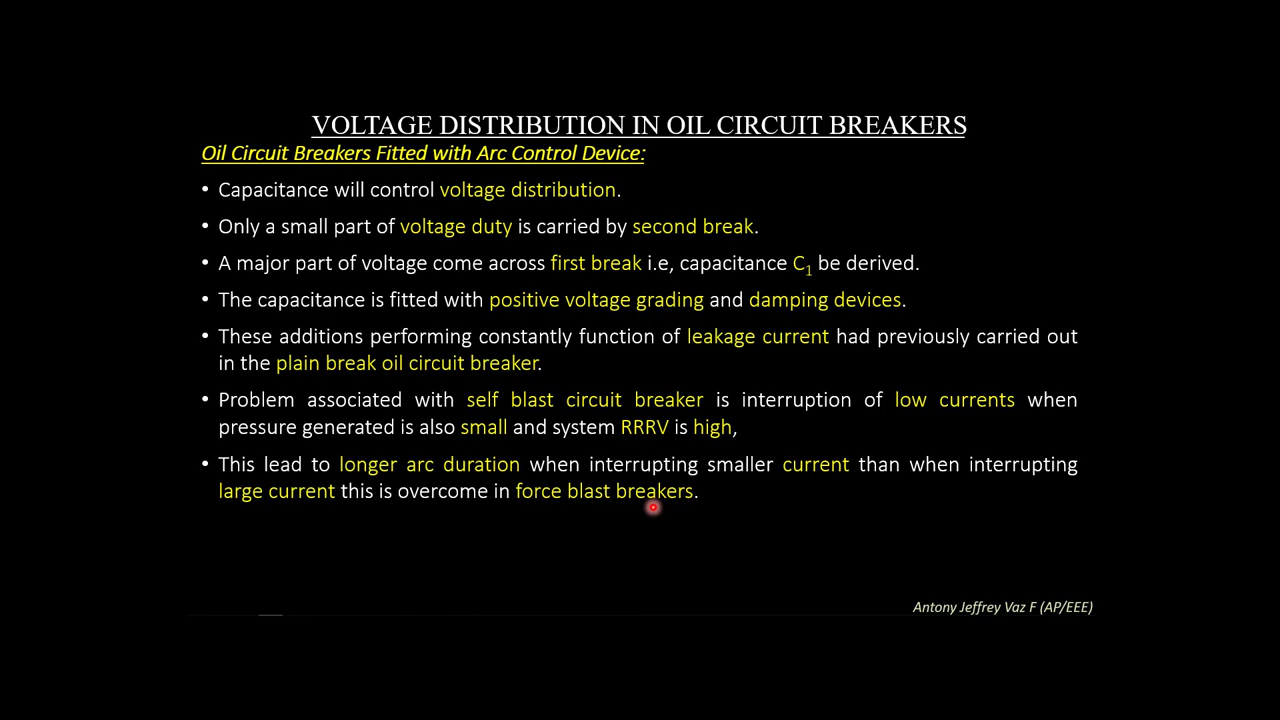 VOLTAGE DISTRIBUTION IN OIL CIRCUIT BREAKERS
Oil Circuit Breakers Fitted with Arc Control Device:
• Capacitance will control voltage distribution.
• Only a small part of voltage duty is carried by second break.
• A major part of voltage come across first break i.e, capacitance C₁ be derived.
• The capacitance is fitted with positive voltage grading and damping devices.
• These additions performing constantly function of leakage current had previously carried out
in the plain break oil circuit breaker.
• Problem associated with self blast circuit breaker is interruption of low currents when
pressure generated is also small and system RRRV is high,
• This lead to longer arc duration when interrupting smaller current than when interrupting
large current this is overcome in force blast breakers.
Antony Jeffrey Vaz F (AP/EEE)